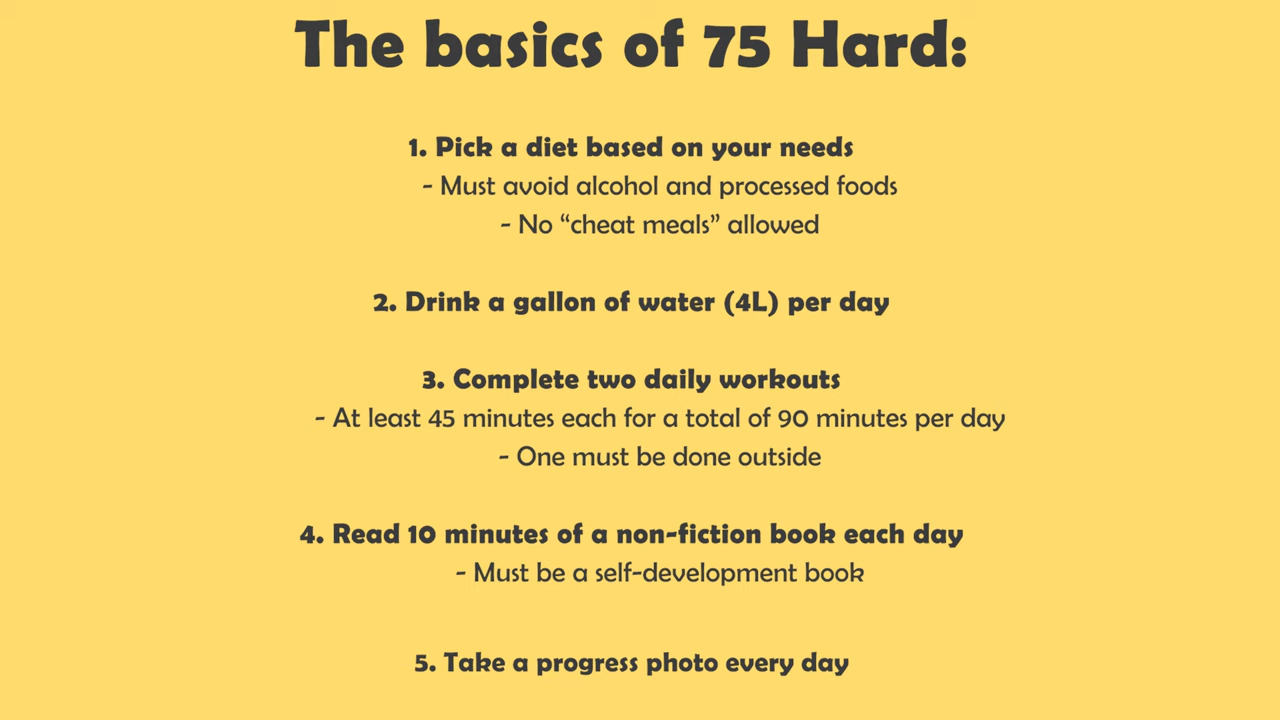 The basics of 75 Hard:
1. Pick a diet based on your needs
- Must avoid alcohol and processed foods
- No “cheat meals” allowed
2. Drink a gallon of water (4L) per day
3. Complete two daily workouts
- At least 45 minutes each for a total of 90 minutes per day
- One must be done outside
4. Read 10 minutes of a non-fiction book each day
- Must be a self-development book
5. Take a progress photo every day